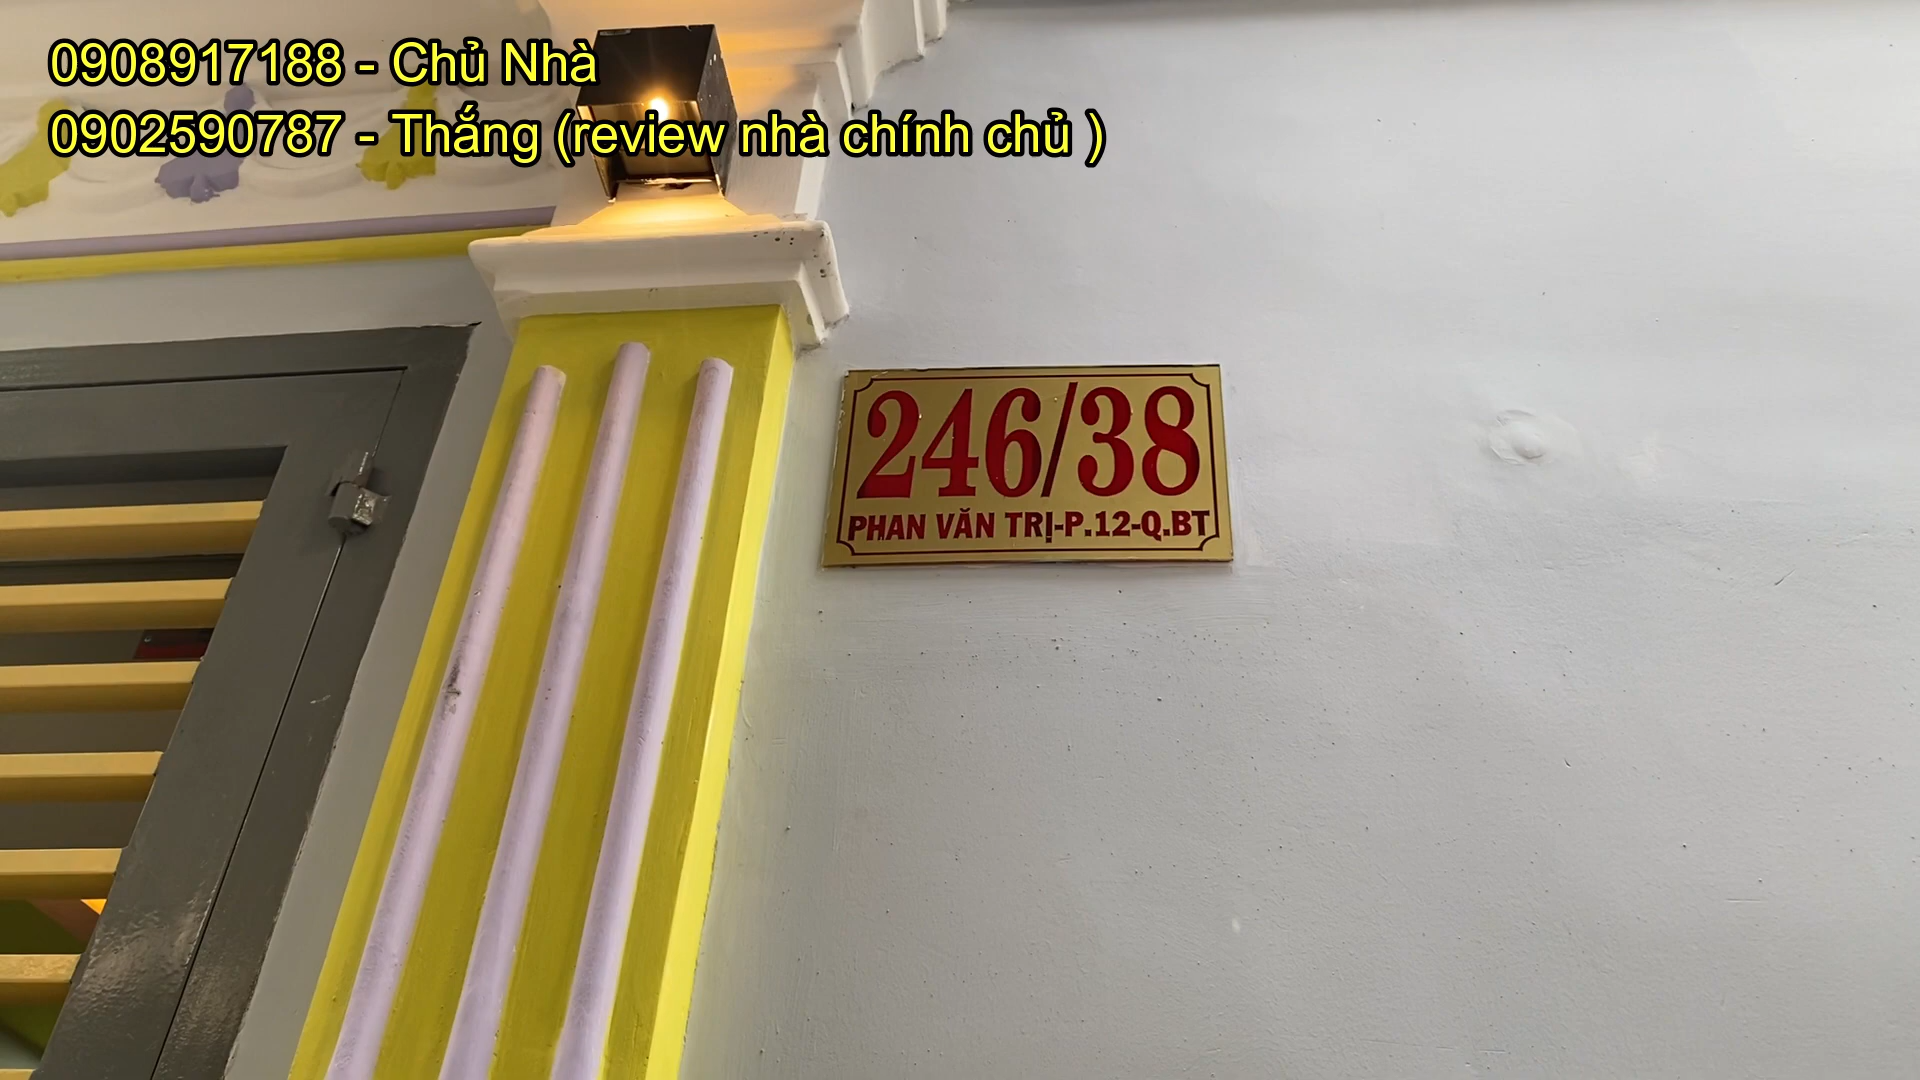 0908917188 - Chủ Nhà
0902590787 - Thắng (review nhà chính chủ )
246/38
PHAN VĂN TRỊ-P.12-Q.BT